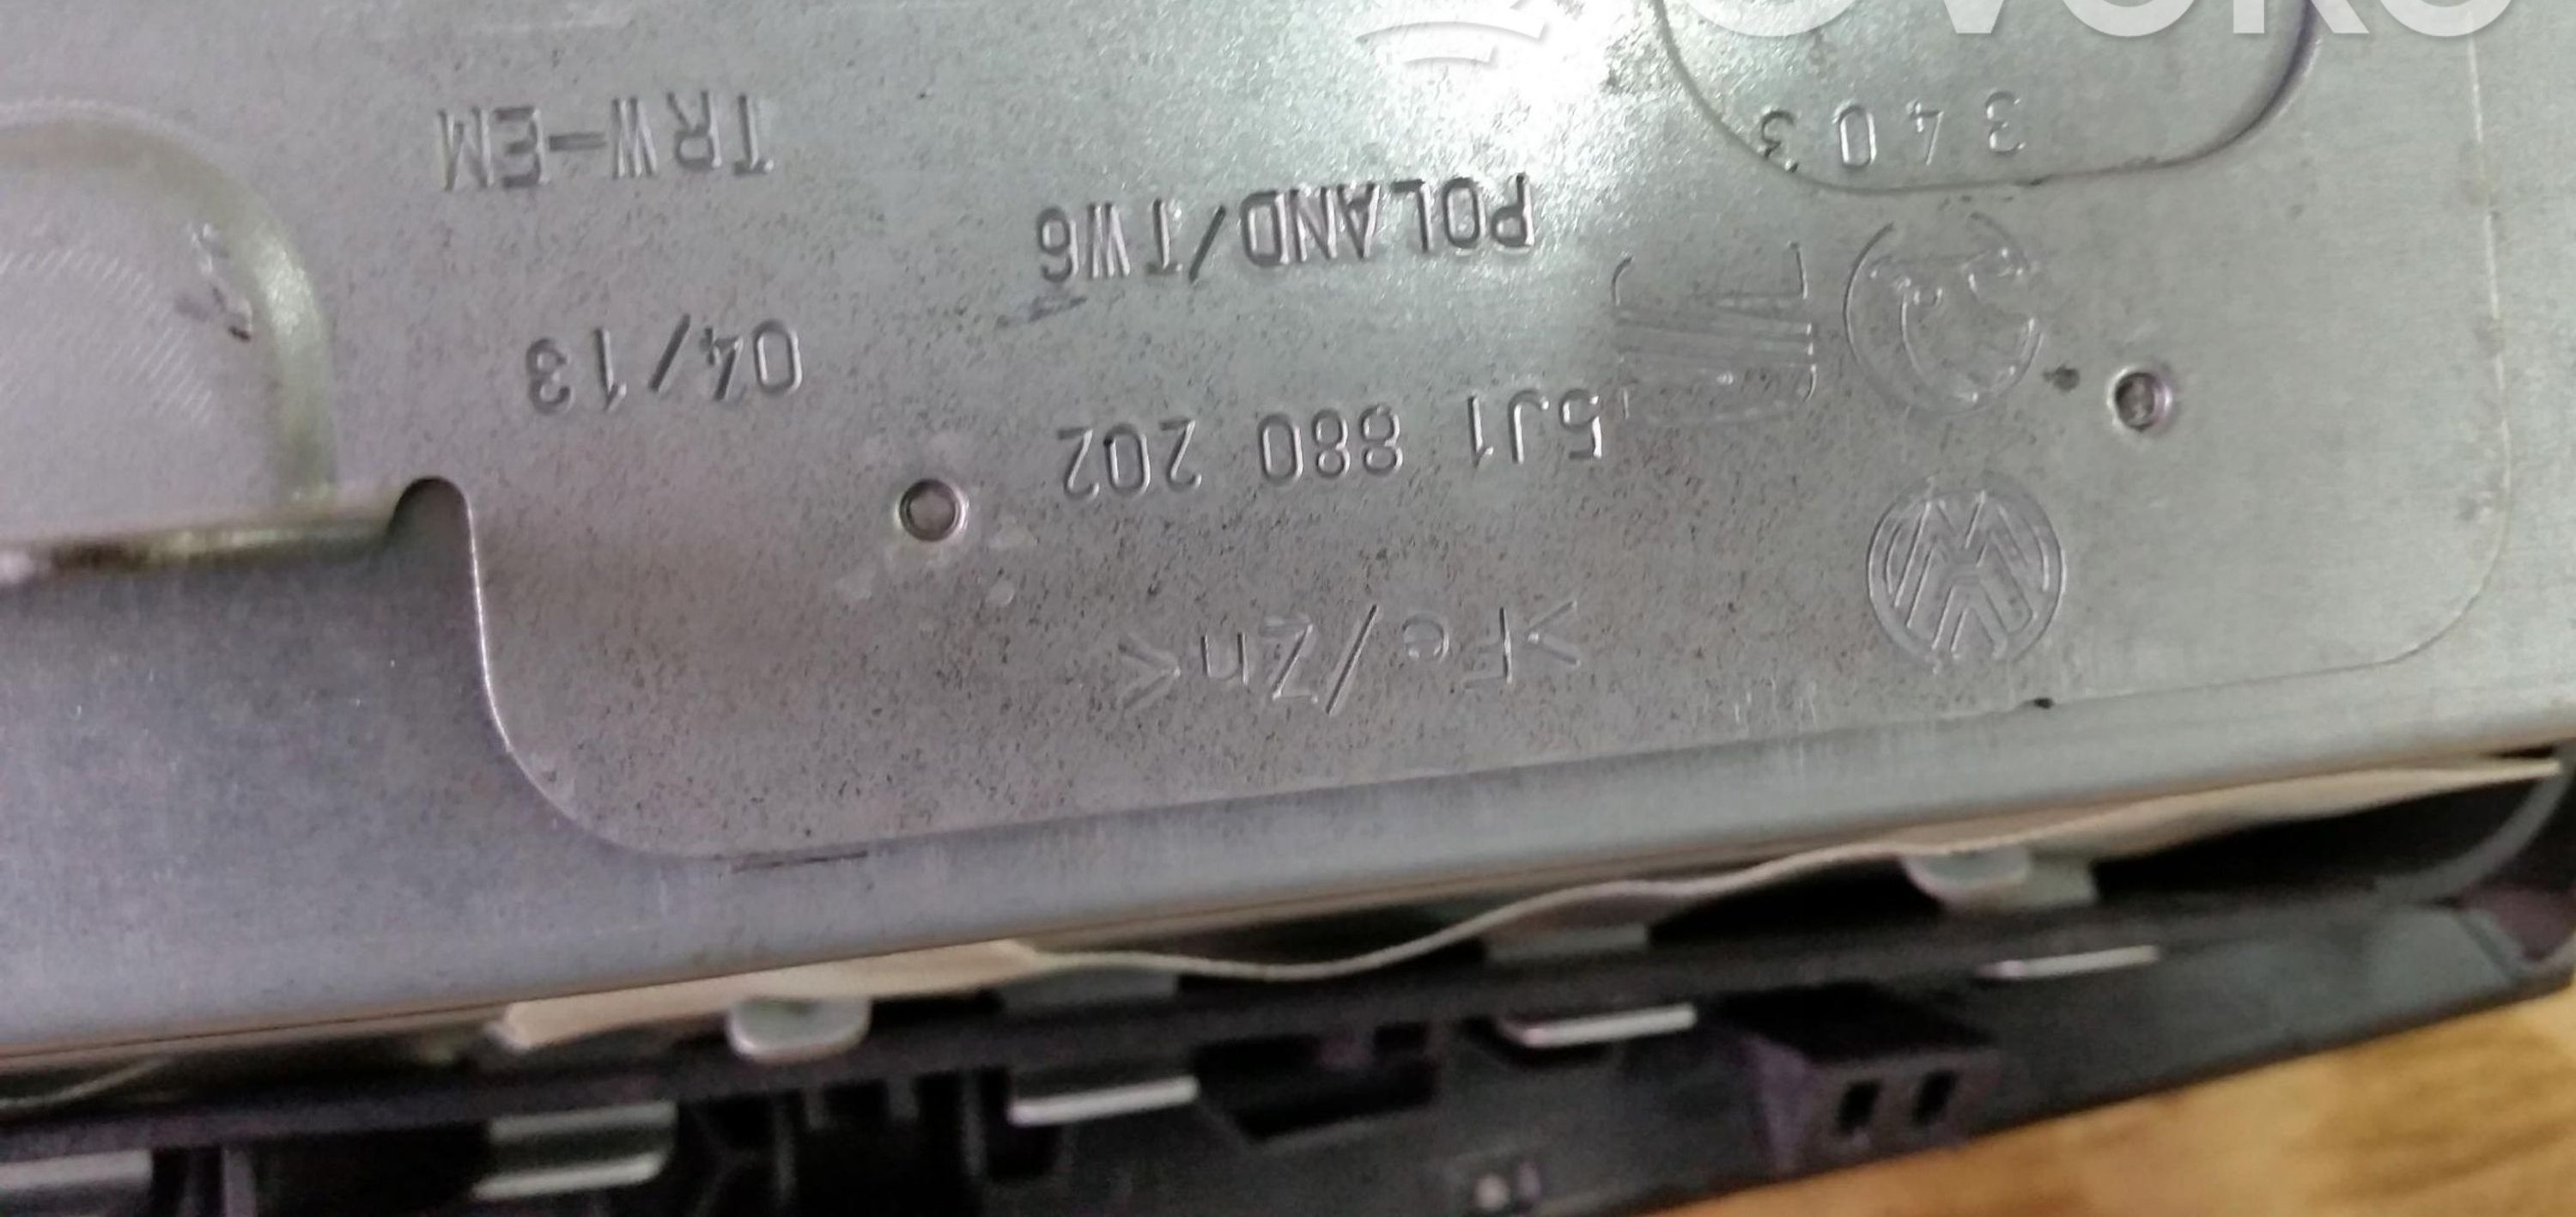 >Fe/Zn<
5J1 880 202
04/13
POLAND/TW6
TRW-EM
3403